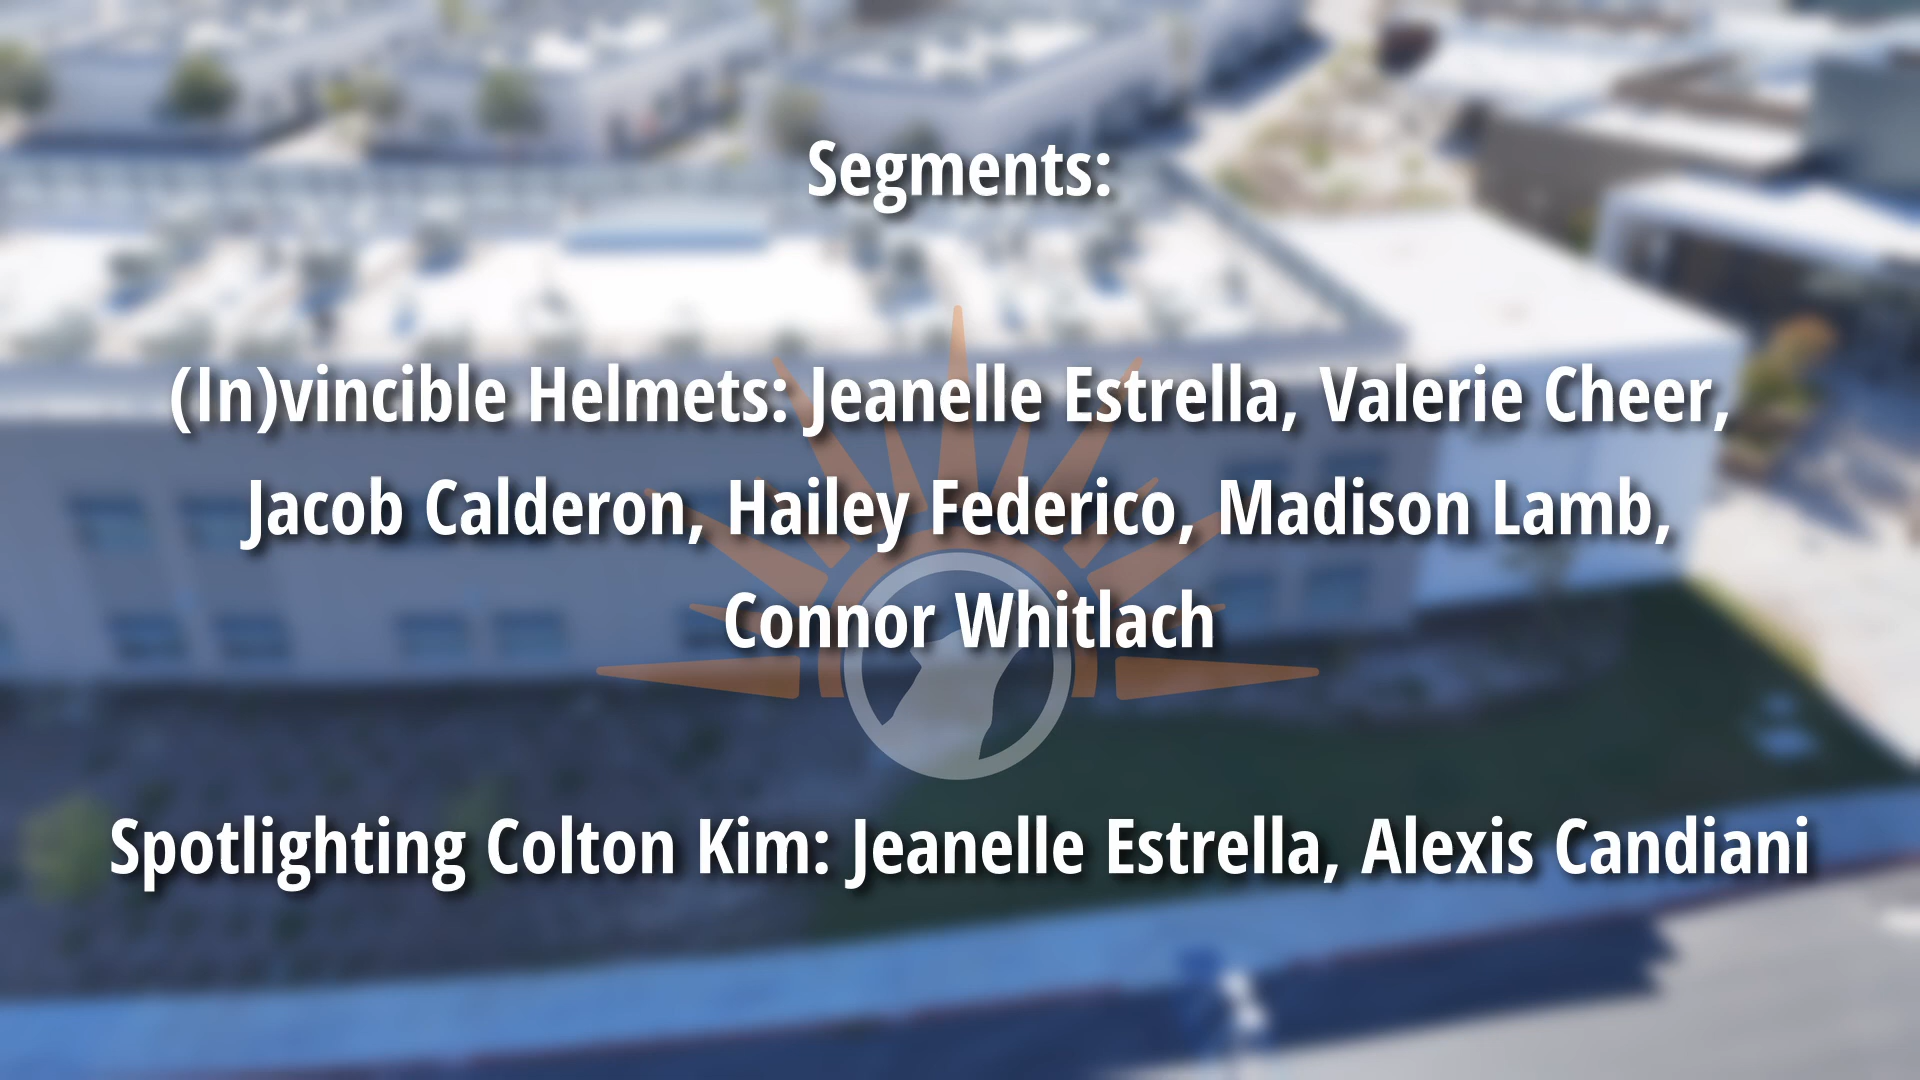 Segments:
(In)vincible Helmets: Jeanelle Estrella, Valerie Cheer,
Jacob Calderon, Hailey Federico, Madison Lamb,
Connor Whitlach
Spotlighting Colton Kim: Jeanelle Estrella, Alexis Candiani